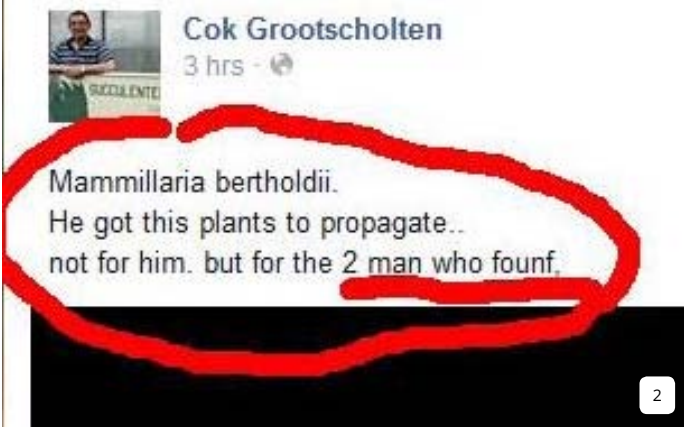 Cok Grootscholten
3 hrs
SUCCULENTE
Mammillaria bertholdii.
He got this plants to propagate..
not for him. but for the 2 man who founf,
2